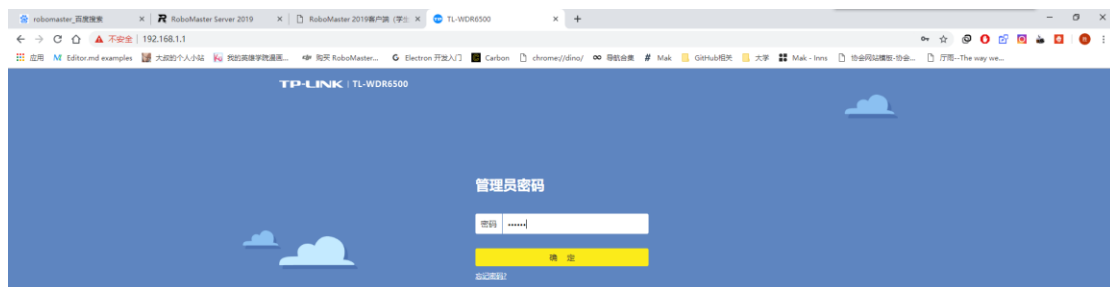 robomaster_百度搜索
RoboMaster Server 2019
RoboMaster 2019客户端 (学生
TL-WDR6500
不安全 | 192.168.1.1
应用
Editor.md examples
大叔的个人小站
我的英雄学院漫画...
购买 RoboMaster...
Electron 开发入门
Carbon
chrome://dino/
导航合集
Mak
GitHub相关
大学
Mak - Inns
协会网站模板-协会...
厅雨--The way we...
TP-LINK | TL-WDR6500
管理员密码
密码
确 定
忘记密码?